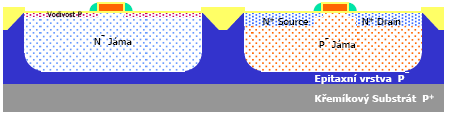 Vodivost P
N⁺ Source
N⁺ Drain
N⁻ Jáma
P⁻ Jáma
Epitaxní vrstva P⁻
Křemíkový Substrát P⁺